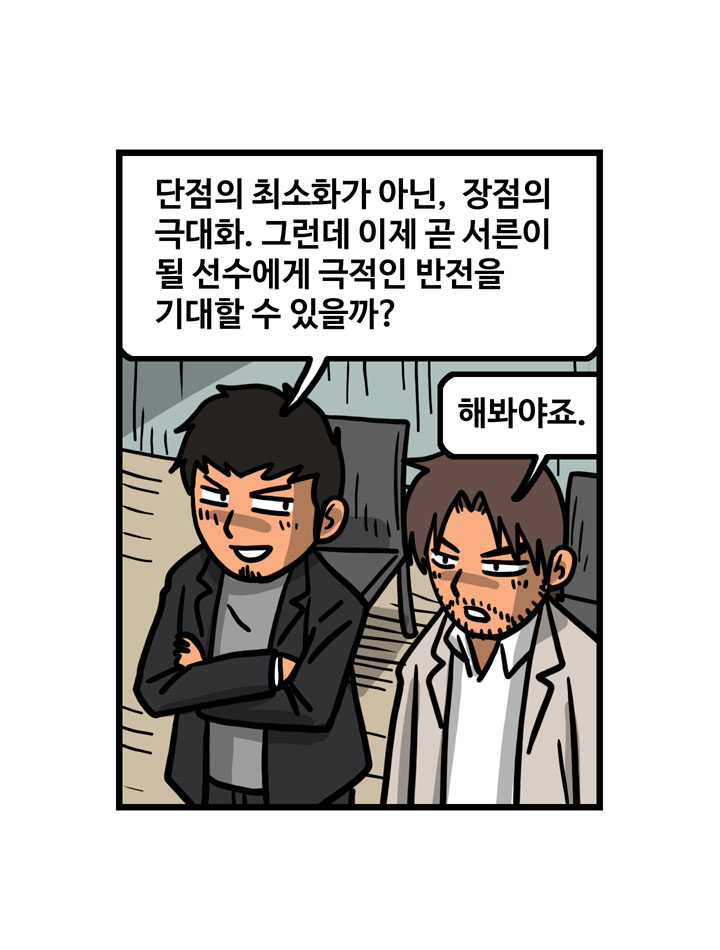 단점의 최소화가 아닌, 장점의
극대화. 그런데 이제 곧 서른이
될 선수에게 극적인 반전을
기대할 수 있을까?
해봐야죠.